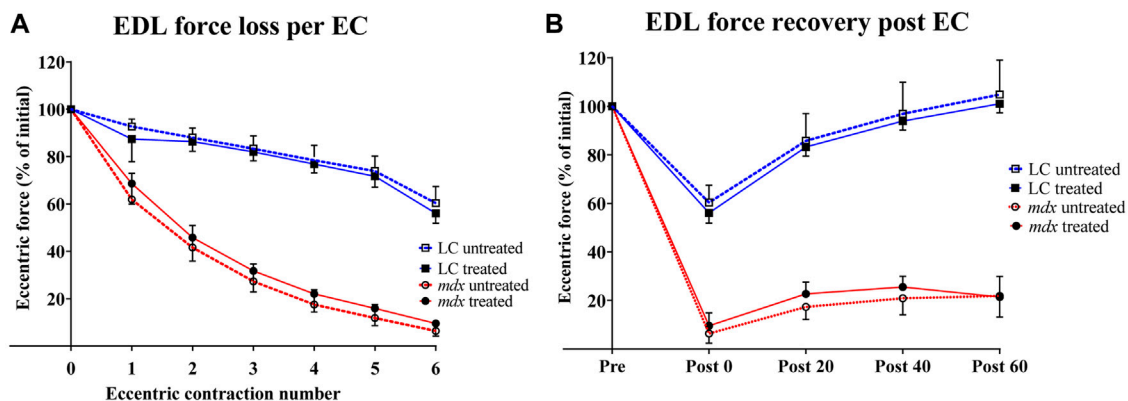 A
EDL force loss per EC
Eccentric force (% of initial)
120
100
80
60
40
20
0
1
2
3
4
5
6
Eccentric contraction number
LC untreated
LC treated
mdx untreated
mdx treated
B
EDL force recovery post EC
Eccentric force (% of initial)
120
100
80
60
40
20
Pre
Post 0
Post 20
Post 40
Post 60
LC untreated
LC treated
mdx untreated
mdx treated